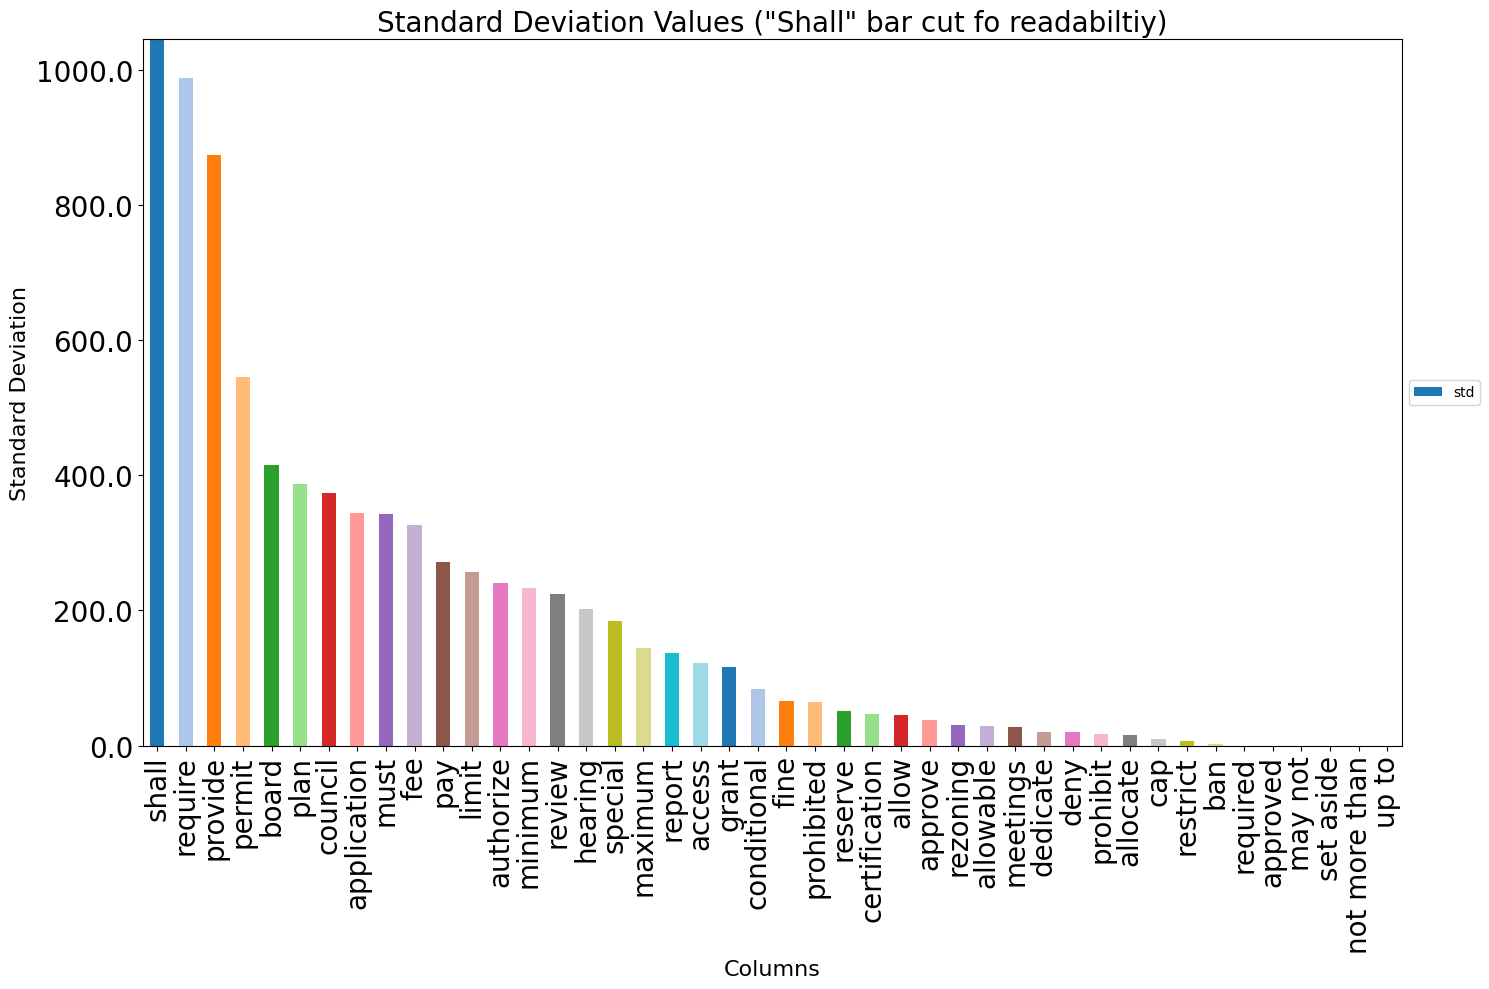 Standard Deviation Values ("Shall" bar cut fo readabiltiy)
1000.0
800.0
600.0
400.0
200.0
0.0
Standard Deviation
std
shall
require
provide
permit
board
plan
council
application
must
fee
pay
limit
authorize
minimum
review
hearing
special
maximum
report
access
grant
conditional
fine
prohibited
reserve
certification
allow
approve
rezoning
allowable
meetings
dedicate
deny
prohibit
allocate
cap
restrict
ban
required
approved
may not
set aside
not more than
up to
Columns